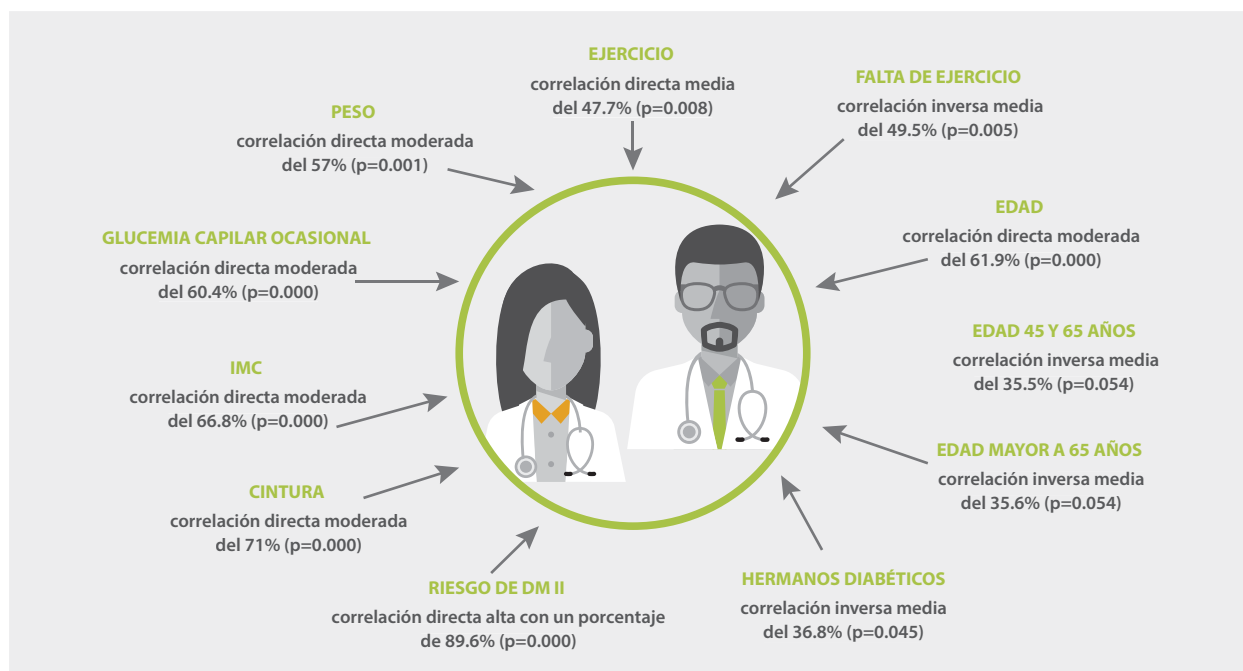 EJERCICIO
correlación directa media
del 47.7% (p=0.008)
FALTA DE EJERCICIO
correlación inversa media
del 49.5% (p=0.005)
PESO
correlación directa moderada
del 57% (p=0.001)
EDAD
correlación directa moderada
del 61.9% (p=0.000)
GLUCEMIA CAPILAR OCASIONAL
correlación directa moderada
del 60.4% (p=0.000)
EDAD 45 Y 65 AÑOS
correlación inversa media
del 35.5% (p=0.054)
IMC
correlación directa moderada
del 66.8% (p=0.000)
EDAD MAYOR A 65 AÑOS
correlación inversa media
del 35.6% (p=0.054)
CINTURA
correlación directa moderada
del 71% (p=0.000)
HERMANOS DIABÉTICOS
correlación inversa media
del 36.8% (p=0.045)
RIESGO DE DM II
correlación directa alta con un porcentaje
de 89.6% (p=0.000)